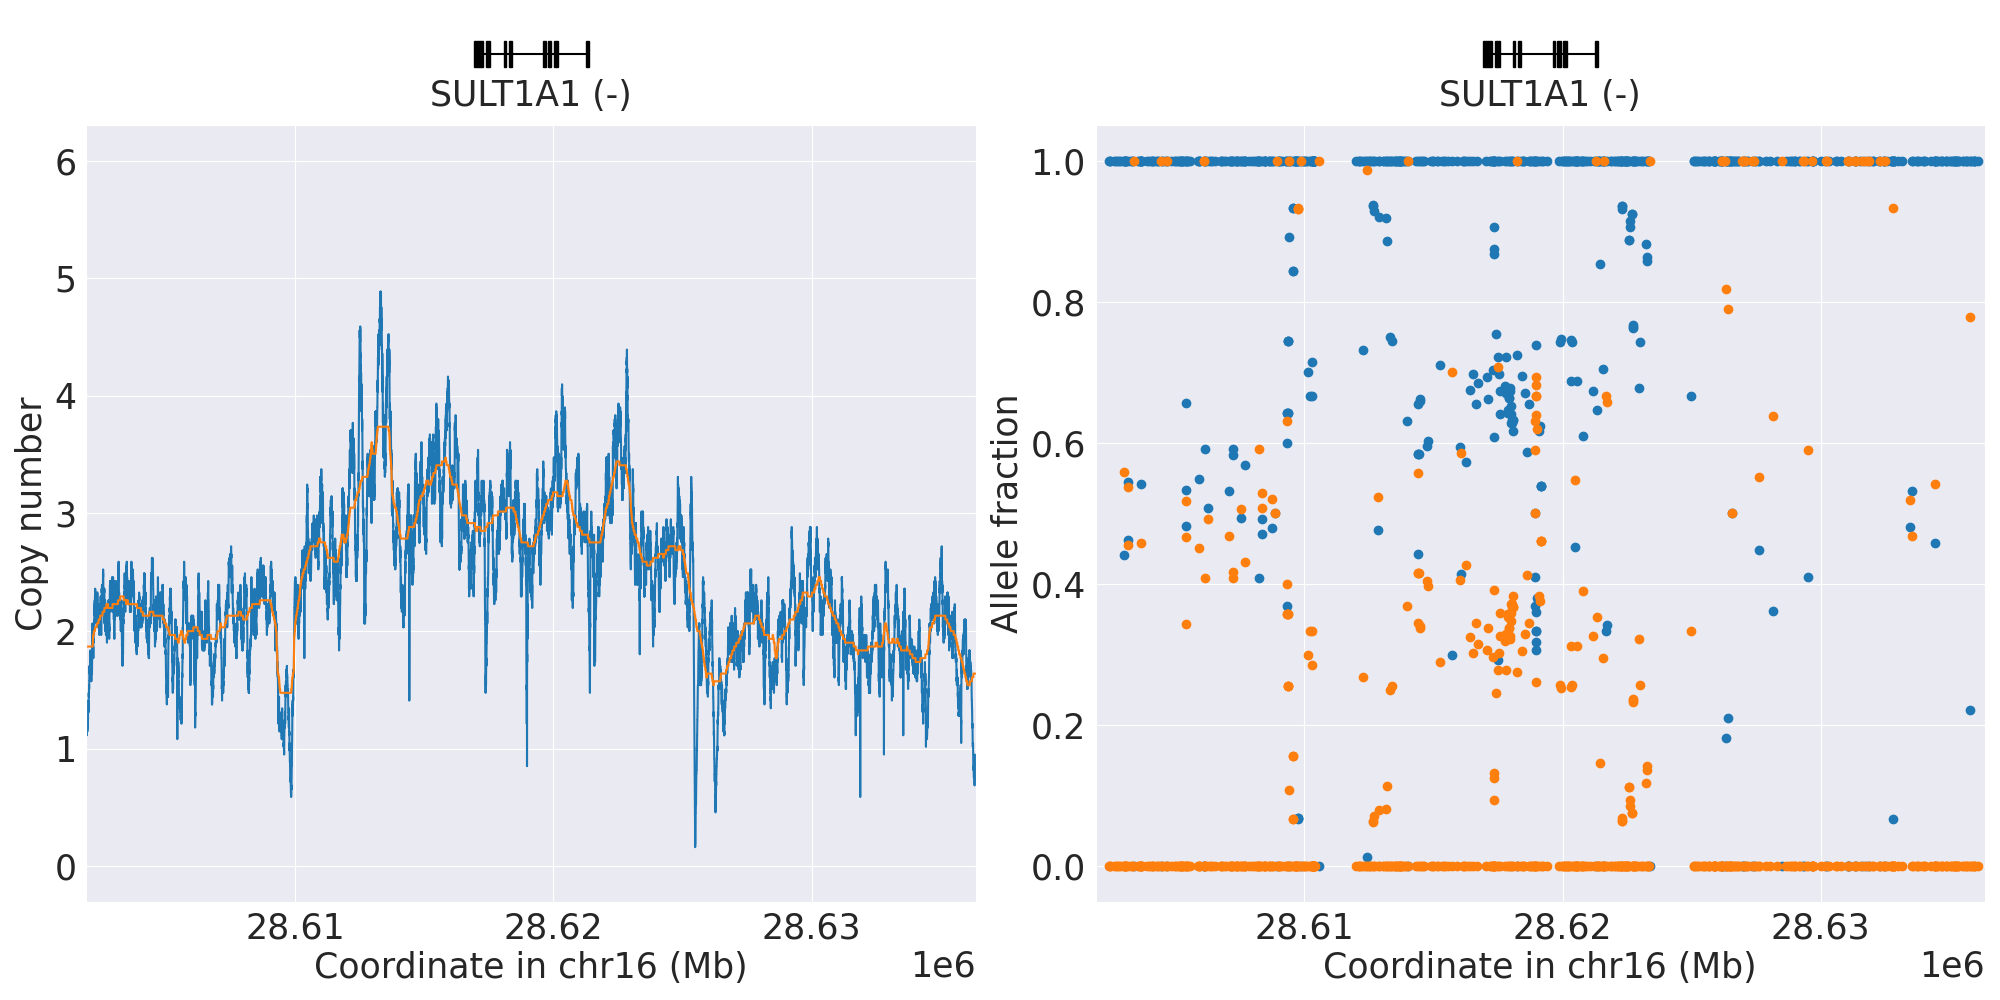 SULT1A1 (-)
Copy number
6
5
4
3
2
1
0
28.61
28.62
28.63
Coordinate in chr16 (Mb)
1e6
SULT1A1 (-)
Allele fraction
1.0
0.8
0.6
0.4
0.2
0.0
28.61
28.62
28.63
Coordinate in chr16 (Mb)
1e6